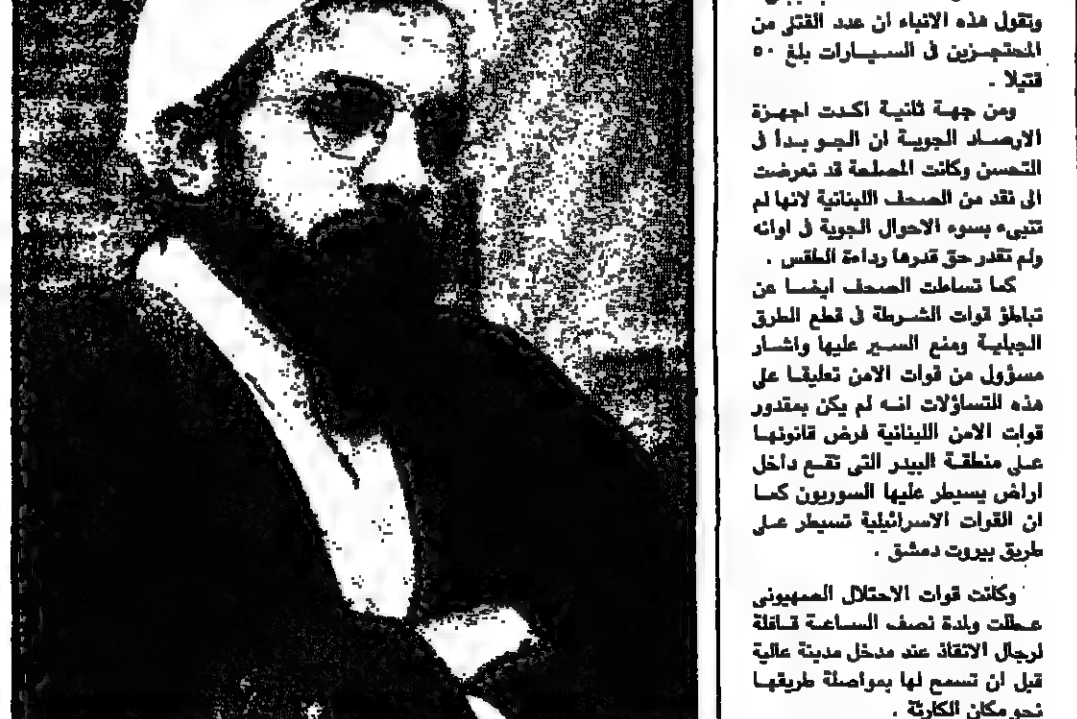 وتقول هذه الانباء ان عدد القتلى من
المحتجزين في السيارات بلغ ٥٠
قتيلا .
ومن جهة ثانية اكدت اجهزة
الارصاد الجوية ان الجو بدأ في
التحسن وكانت المصلحة قد تعرضت
الى نقد من الصحف اللبنانية لانها لم
تنبىء بسوء الاحوال الجوية في اوانه
ولم تقدر حق قدرها رداءة الطقس .
كما تساءلت الصحف ايضا عن
تباطؤ قوات الشرطة في قطع الطرق
الجبلية ومنع السير عليها واشار
مسؤول من قوات الامن تعليقا على
هذه التساؤلات انه لم يكن بمقدور
قوات الامن اللبنانية فرض قانونها
على منطقة البيدر التي تقع داخل
اراض يسيطر عليها السوريون كما
ان القوات الاسرائيلية تسيطر على
طريق بيروت دمشق .
وكانت قوات الاحتلال الصهيوني
عطلت ولمدة نصف الساعة قافلة
لرجال الانقاذ عند مدخل مدينة عالية
قبل ان تسمح لها بمواصلة طريقها
نحو مكان الكارثة .